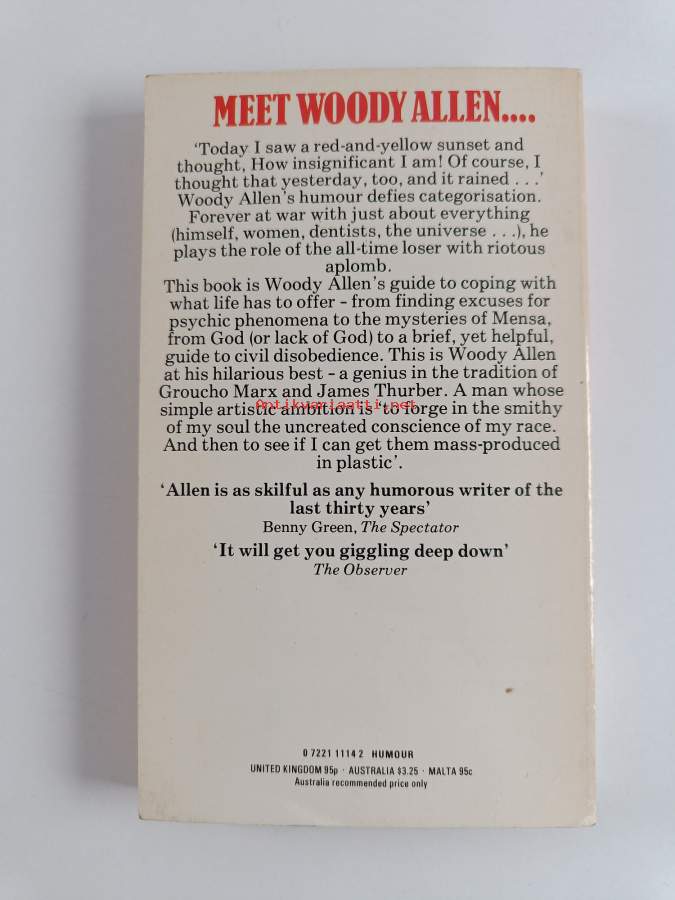 MEET WOODY ALLEN....
‘Today I saw a red-and-yellow sunset and
thought, How insignificant I am! Of course, I
thought that yesterday, too, and it rained . . .’
Woody Allen’s humour defies categorisation.
Forever at war with just about everything
(himself, women, dentists, the universe . . .), he
plays the role of the all-time loser with riotous
aplomb.
This book is Woody Allen’s guide to coping with
what life has to offer – from finding excuses for
psychic phenomena to the mysteries of Mensa,
from God (or lack of God) to a brief, yet helpful,
guide to civil disobedience. This is Woody Allen
at his hilarious best – a genius in the tradition of
Groucho Marx and James Thurber. A man whose
simple artistic ambition is ‘to forge in the smithy
Antikvariaatti.net
of my soul the uncreated conscience of my race.
And then to see if I can get them mass-produced
in plastic’.
‘Allen is as skilful as any humorous writer of the
last thirty years’
Benny Green, The Spectator
‘It will get you giggling deep down’
The Observer
0 7221 1114 2 HUMOUR
UNITED KINGDOM 95p · AUSTRALIA $3.25 · MALTA 95c
Australia recommended price only